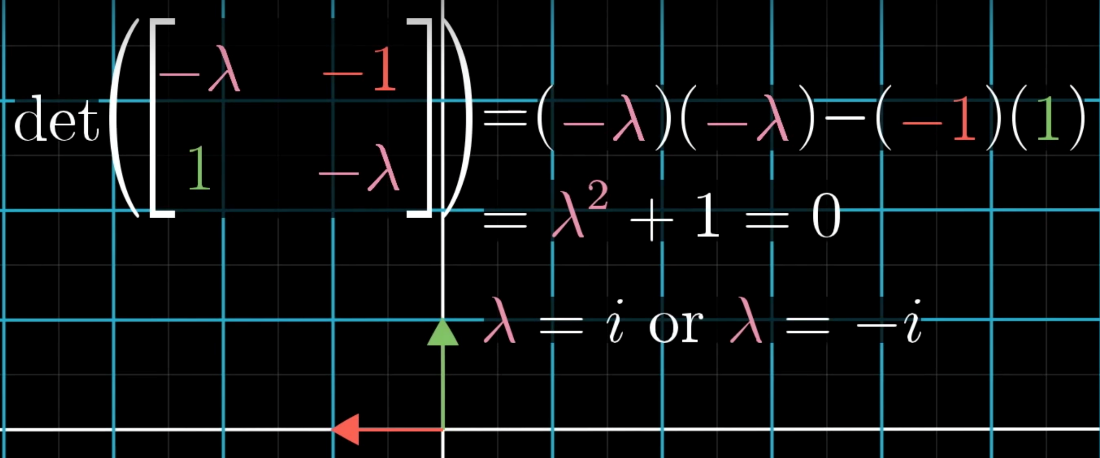 det([−λ −1; 1 −λ]) = (−λ)(−λ)−(−1)(1)
= λ² + 1 = 0
λ = i or λ = −i